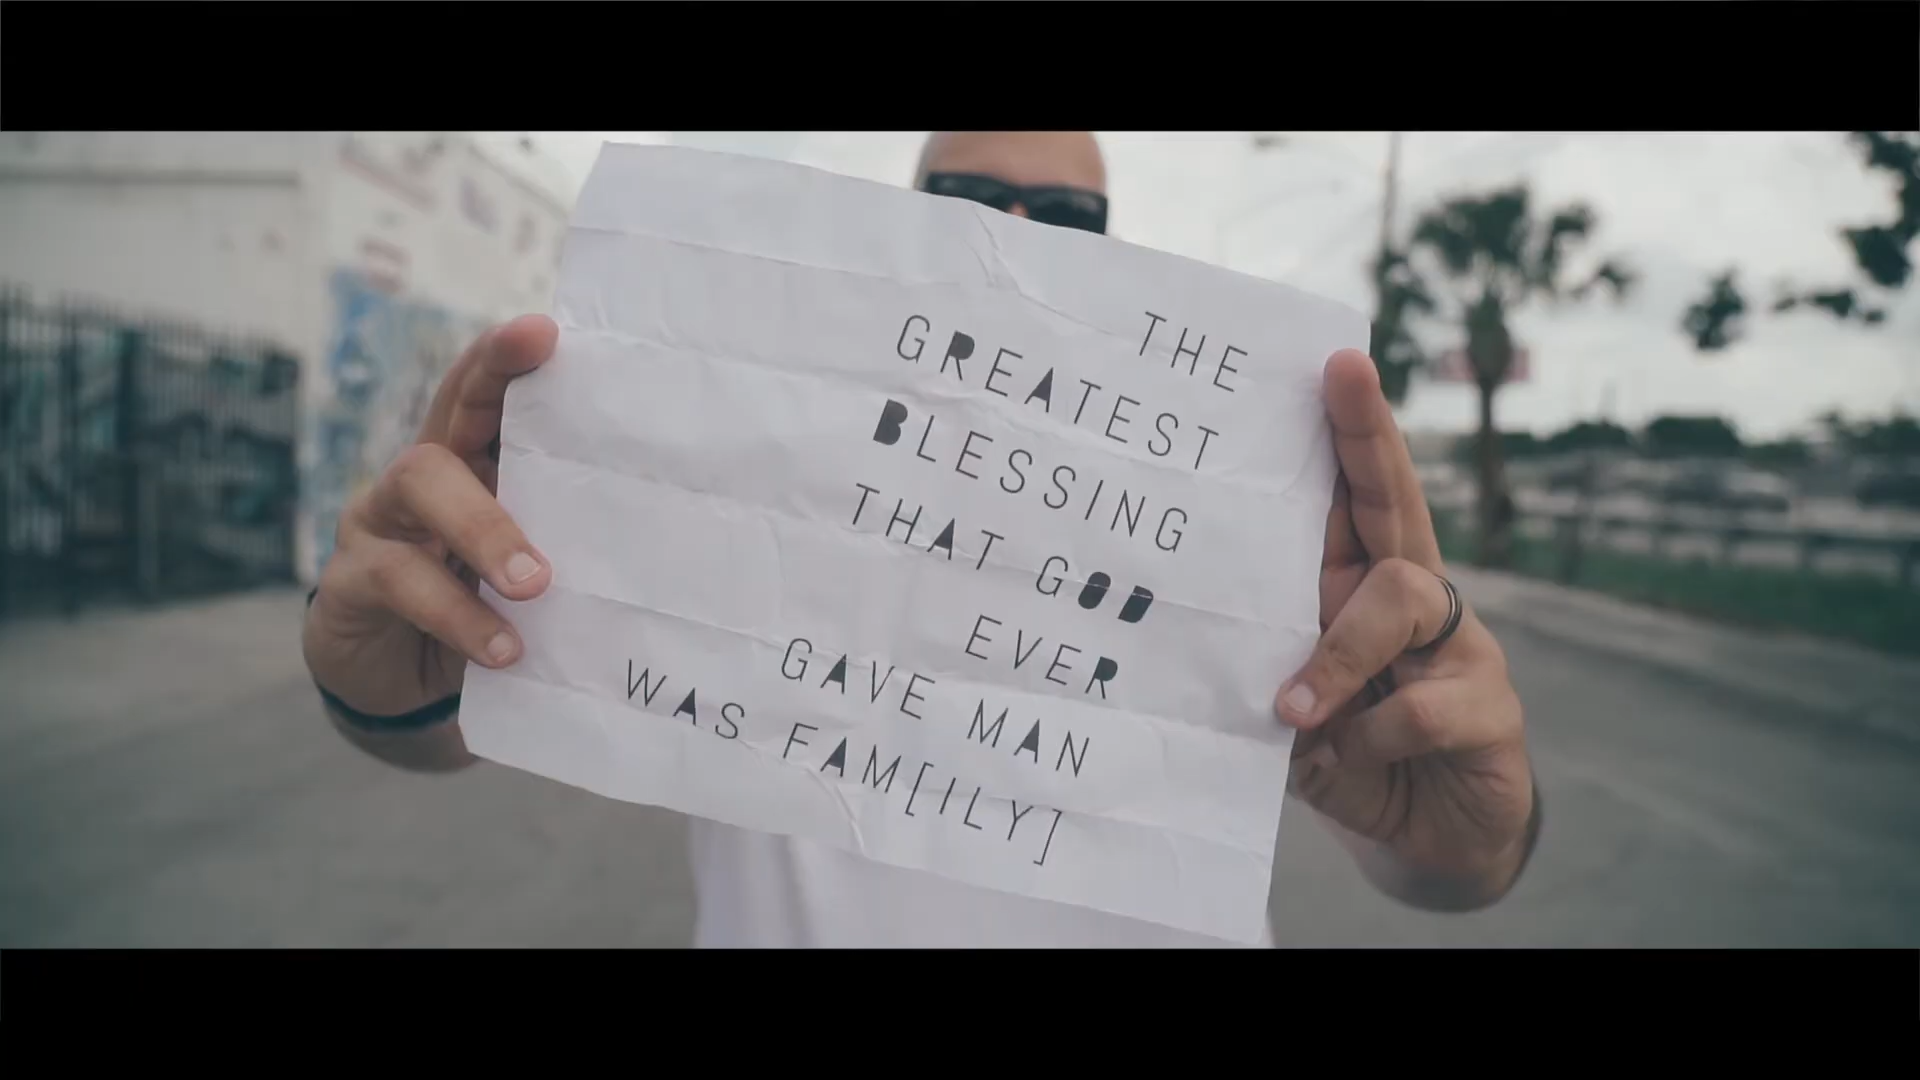 THE
GREATEST
BLESSING
THAT GOD
EVER
GAVE MAN
WAS FAM[ILY]